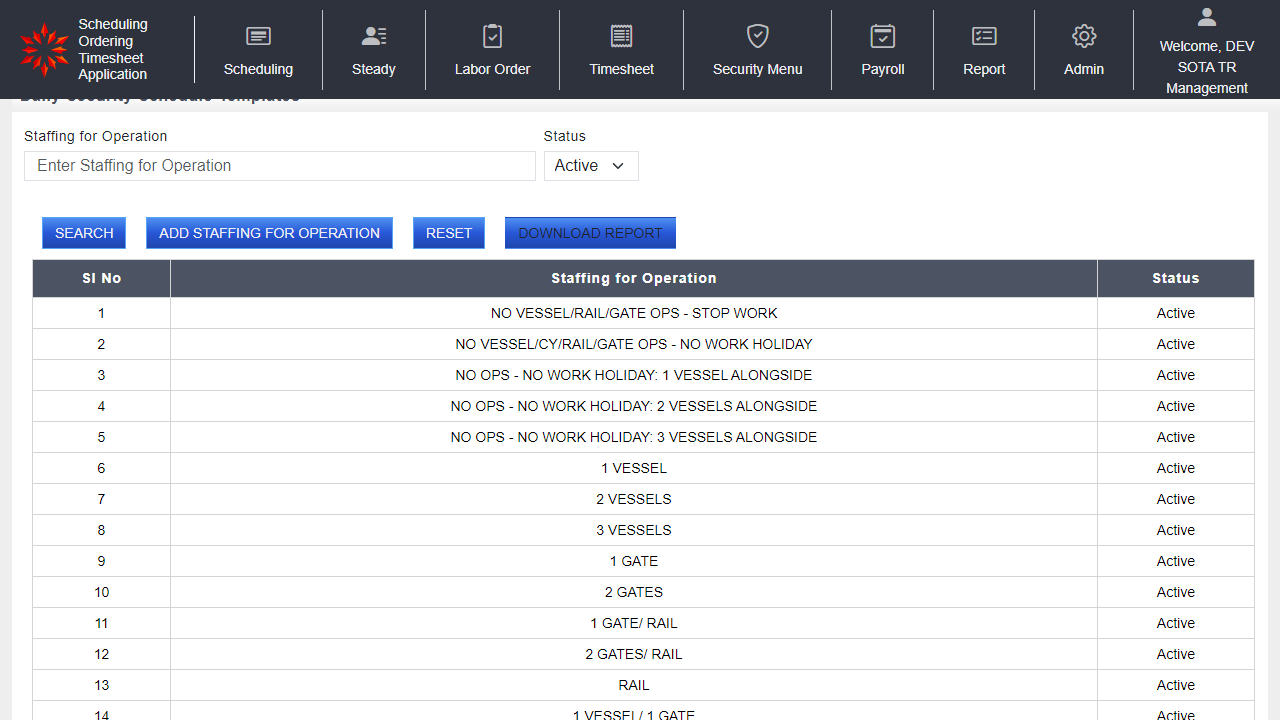 Scheduling
Ordering
Timesheet
Application
Scheduling
Steady
Labor Order
Timesheet
Security Menu
Payroll
Report
Admin
Welcome, DEV
SOTA TR
Management
Daily Security Schedule Templates
Staffing for Operation Status
Enter Staffing for Operation Active
SEARCH ADD STAFFING FOR OPERATION RESET DOWNLOAD REPORT
SI No Staffing for Operation Status
1 NO VESSEL/RAIL/GATE OPS - STOP WORK Active
2 NO VESSEL/CY/RAIL/GATE OPS - NO WORK HOLIDAY Active
3 NO OPS - NO WORK HOLIDAY: 1 VESSEL ALONGSIDE Active
4 NO OPS - NO WORK HOLIDAY: 2 VESSELS ALONGSIDE Active
5 NO OPS - NO WORK HOLIDAY: 3 VESSELS ALONGSIDE Active
6 1 VESSEL Active
7 2 VESSELS Active
8 3 VESSELS Active
9 1 GATE Active
10 2 GATES Active
11 1 GATE/ RAIL Active
12 2 GATES/ RAIL Active
13 RAIL Active
14 1 VESSEL/ 1 GATE Active